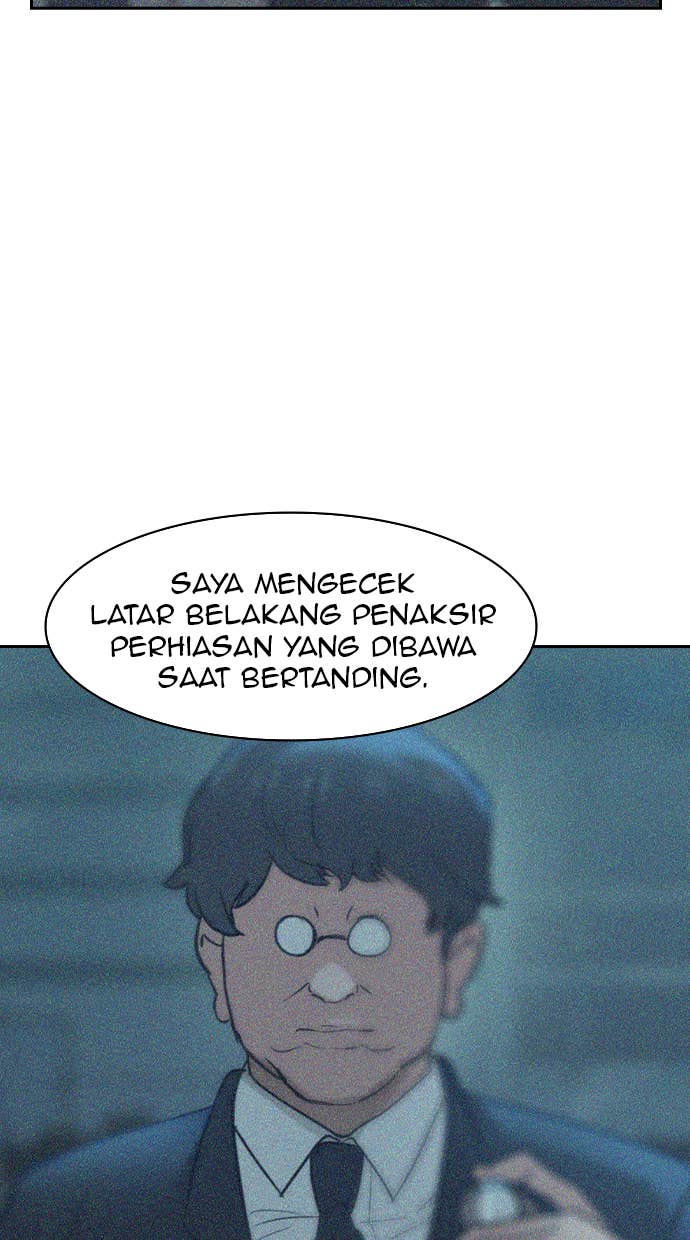 SAYA MENGECEK
LATAR BELAKANG PENAKSIR
PERHIASAN YANG DIBAWA
SAAT BERTANDING.